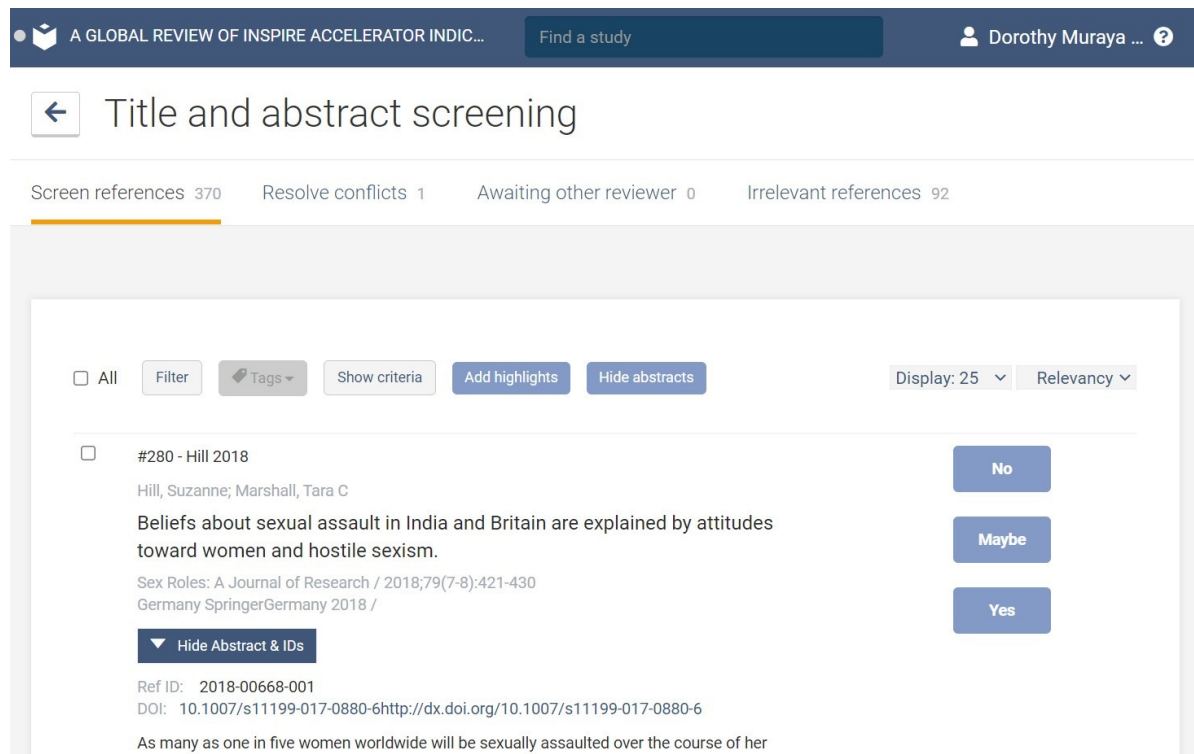 A GLOBAL REVIEW OF INSPIRE ACCELERATOR INDIC...
Find a study
Dorothy Muraya ...
Title and abstract screening
Screen references 370
Resolve conflicts 1
Awaiting other reviewer 0
Irrelevant references 92
All
Filter
Tags
Show criteria
Add highlights
Hide abstracts
Display: 25
Relevancy
#280 - Hill 2018
No
Hill, Suzanne; Marshall, Tara C
Beliefs about sexual assault in India and Britain are explained by attitudes
toward women and hostile sexism.
Maybe
Sex Roles: A Journal of Research / 2018;79(7-8):421-430
Germany SpringerGermany 2018 /
Yes
Hide Abstract & IDs
Ref ID: 2018-00668-001
DOI: 10.1007/s11199-017-0880-6http://dx.doi.org/10.1007/s11199-017-0880-6
As many as one in five women worldwide will be sexually assaulted over the course of her